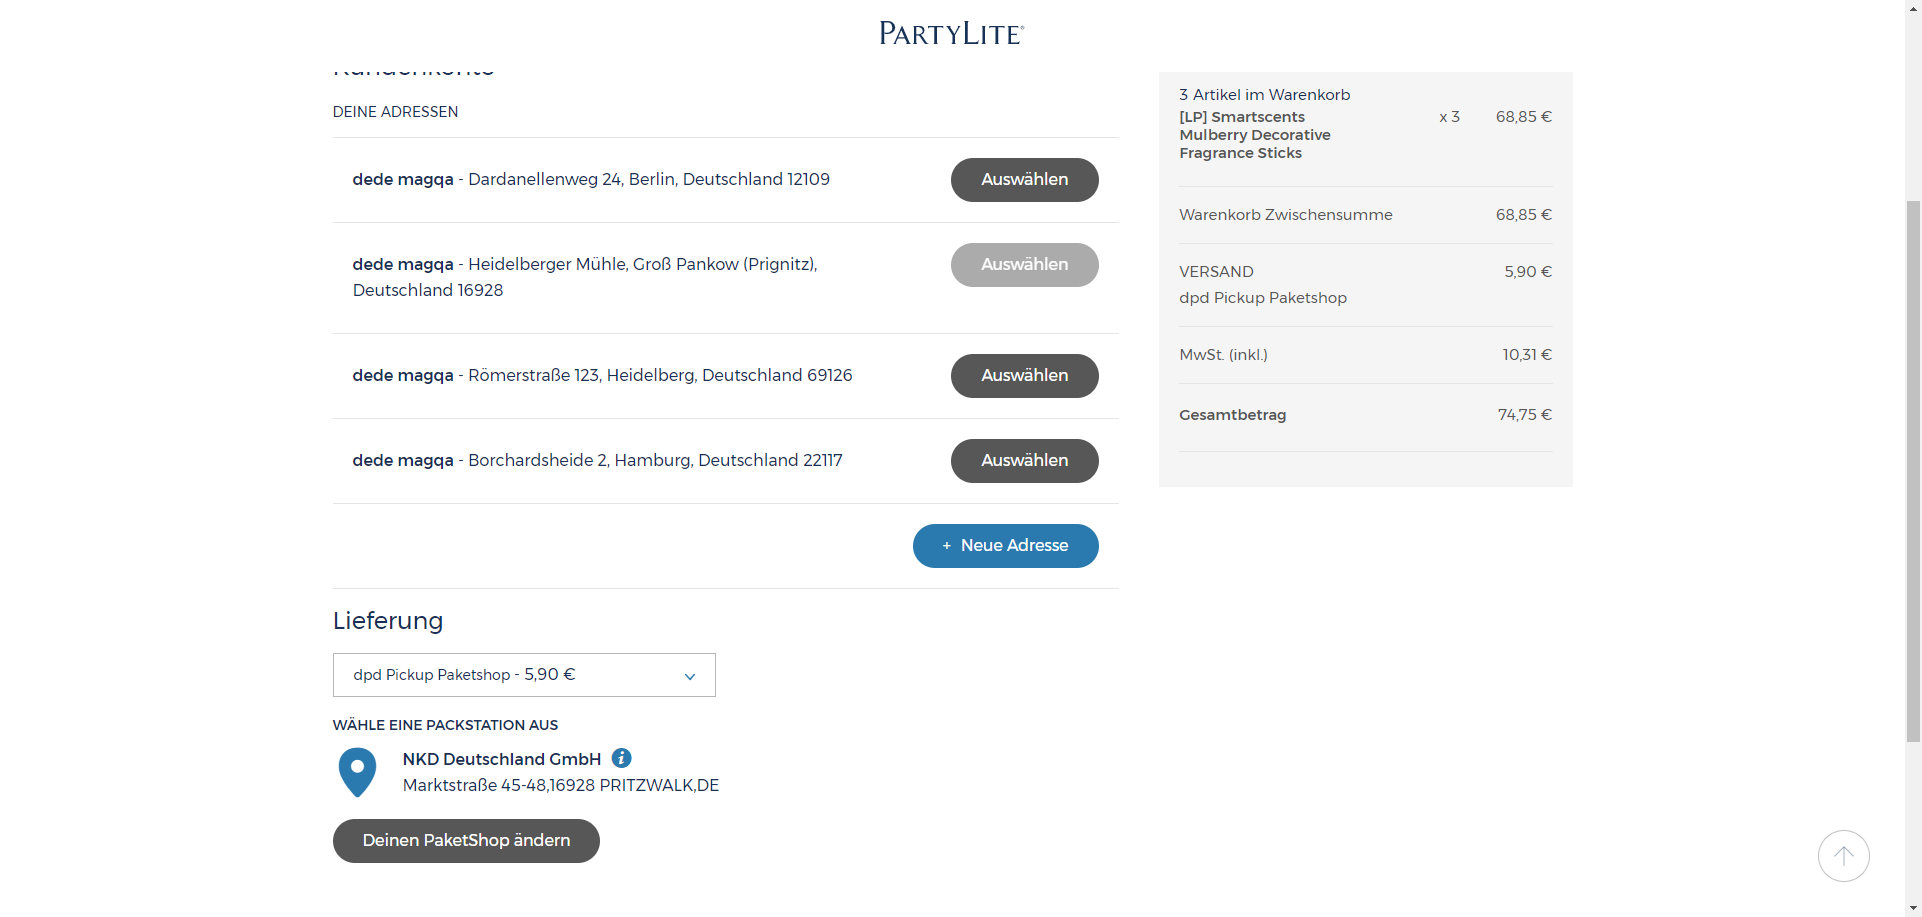 PARTYLITE®
Kundenkonto
DEINE ADRESSEN
dede magqa - Dardanellenweg 24, Berlin, Deutschland 12109
Auswählen
dede magqa - Heidelberger Mühle, Groß Pankow (Prignitz),
Deutschland 16928
Auswählen
dede magqa - Römerstraße 123, Heidelberg, Deutschland 69126
Auswählen
dede magqa - Borchardsheide 2, Hamburg, Deutschland 22117
Auswählen
+ Neue Adresse
Lieferung
dpd Pickup Paketshop - 5,90 €
WÄHLE EINE PACKSTATION AUS
NKD Deutschland GmbH i
Marktstraße 45-48,16928 PRITZWALK,DE
Deinen PaketShop ändern
3 Artikel im Warenkorb
[LP] Smartscents x 3 68,85 €
Mulberry Decorative
Fragrance Sticks
Warenkorb Zwischensumme 68,85 €
VERSAND 5,90 €
dpd Pickup Paketshop
MwSt. (inkl.) 10,31 €
Gesamtbetrag 74,75 €